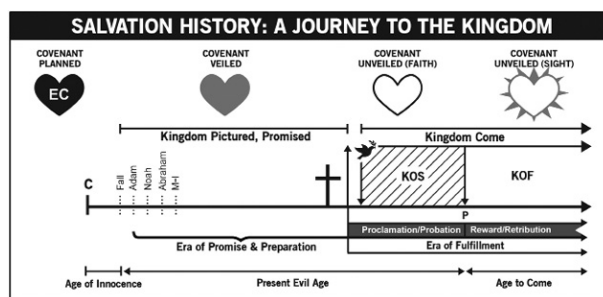 SALVATION HISTORY: A JOURNEY TO THE KINGDOM
COVENANT
PLANNED
COVENANT
VEILED
COVENANT
UNVEILED (FAITH)
COVENANT
UNVEILED (SIGHT)
EC
Kingdom Pictured, Promised
Kingdom Come
C
Fall
Adam
Noah
Abraham
M-I
KOS
KOF
P
Proclamation/Probation
Reward/Retribution
Era of Promise & Preparation
Era of Fulfillment
Age of Innocence
Present Evil Age
Age to Come